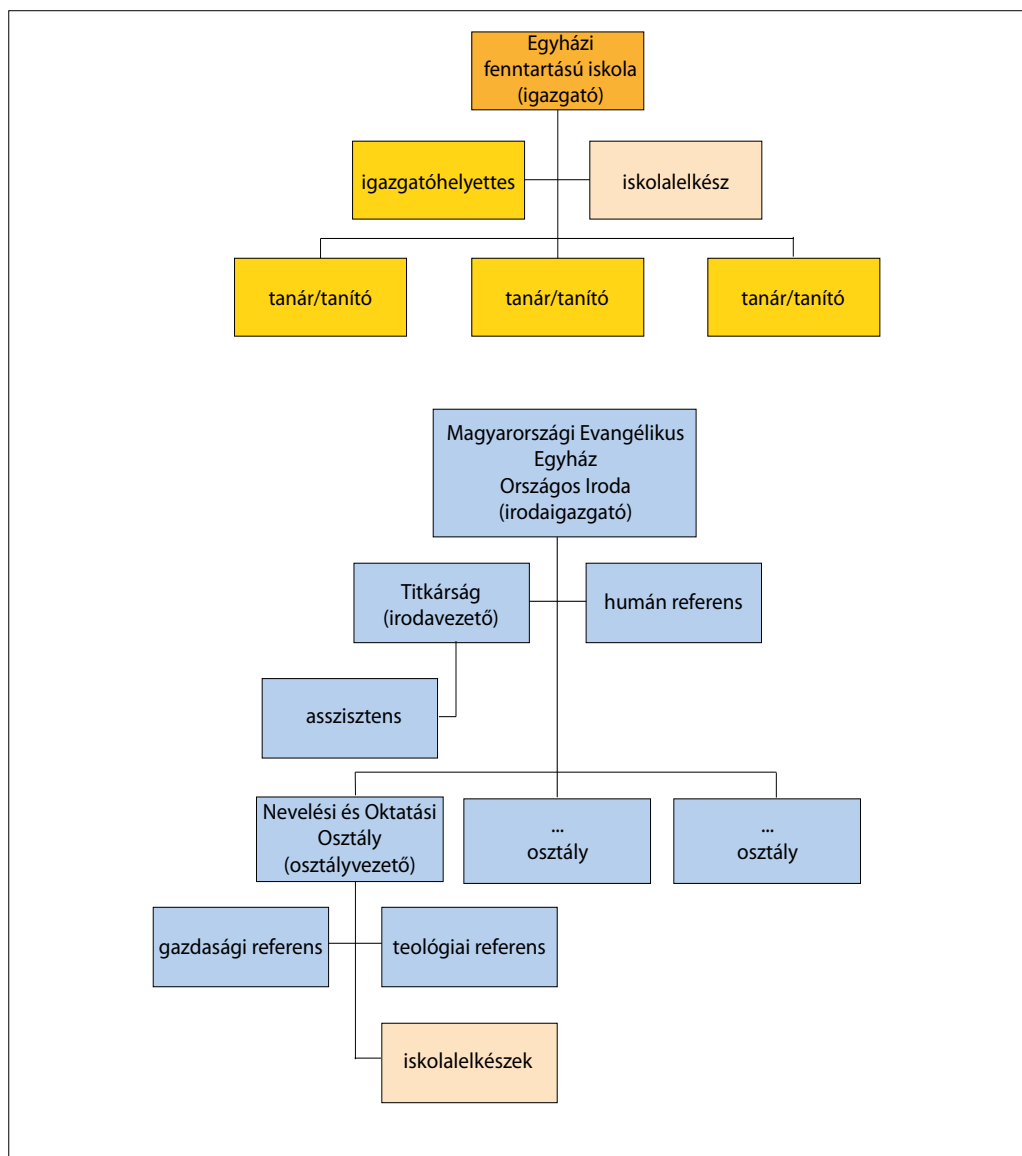 Egyházi
fenntartású iskola
(igazgató)
igazgatóhelyettes
iskolalelkész
tanár/tanító
tanár/tanító
tanár/tanító
Magyarországi Evangélikus
Egyház
Országos Iroda
(irodaigazgató)
Titkárság
(irodavezető)
humán referens
asszisztens
Nevelési és Oktatási
Osztály
(osztályvezető)
...
osztály
...
osztály
gazdasági referens
teológiai referens
iskolalelkészek